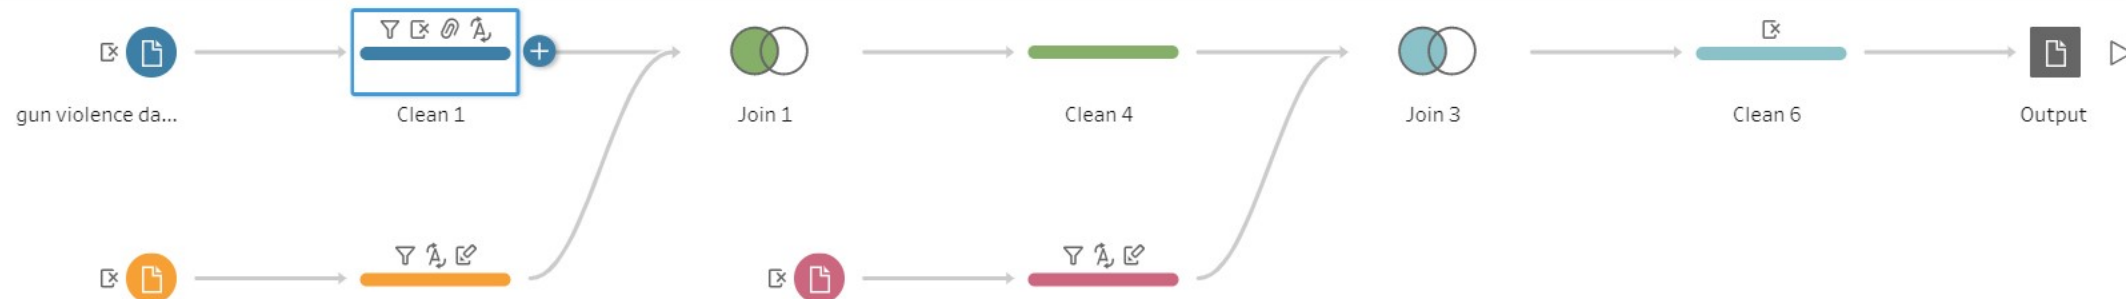 gun violence da...
Clean 1
Join 1
Clean 4
Join 3
Clean 6
Output